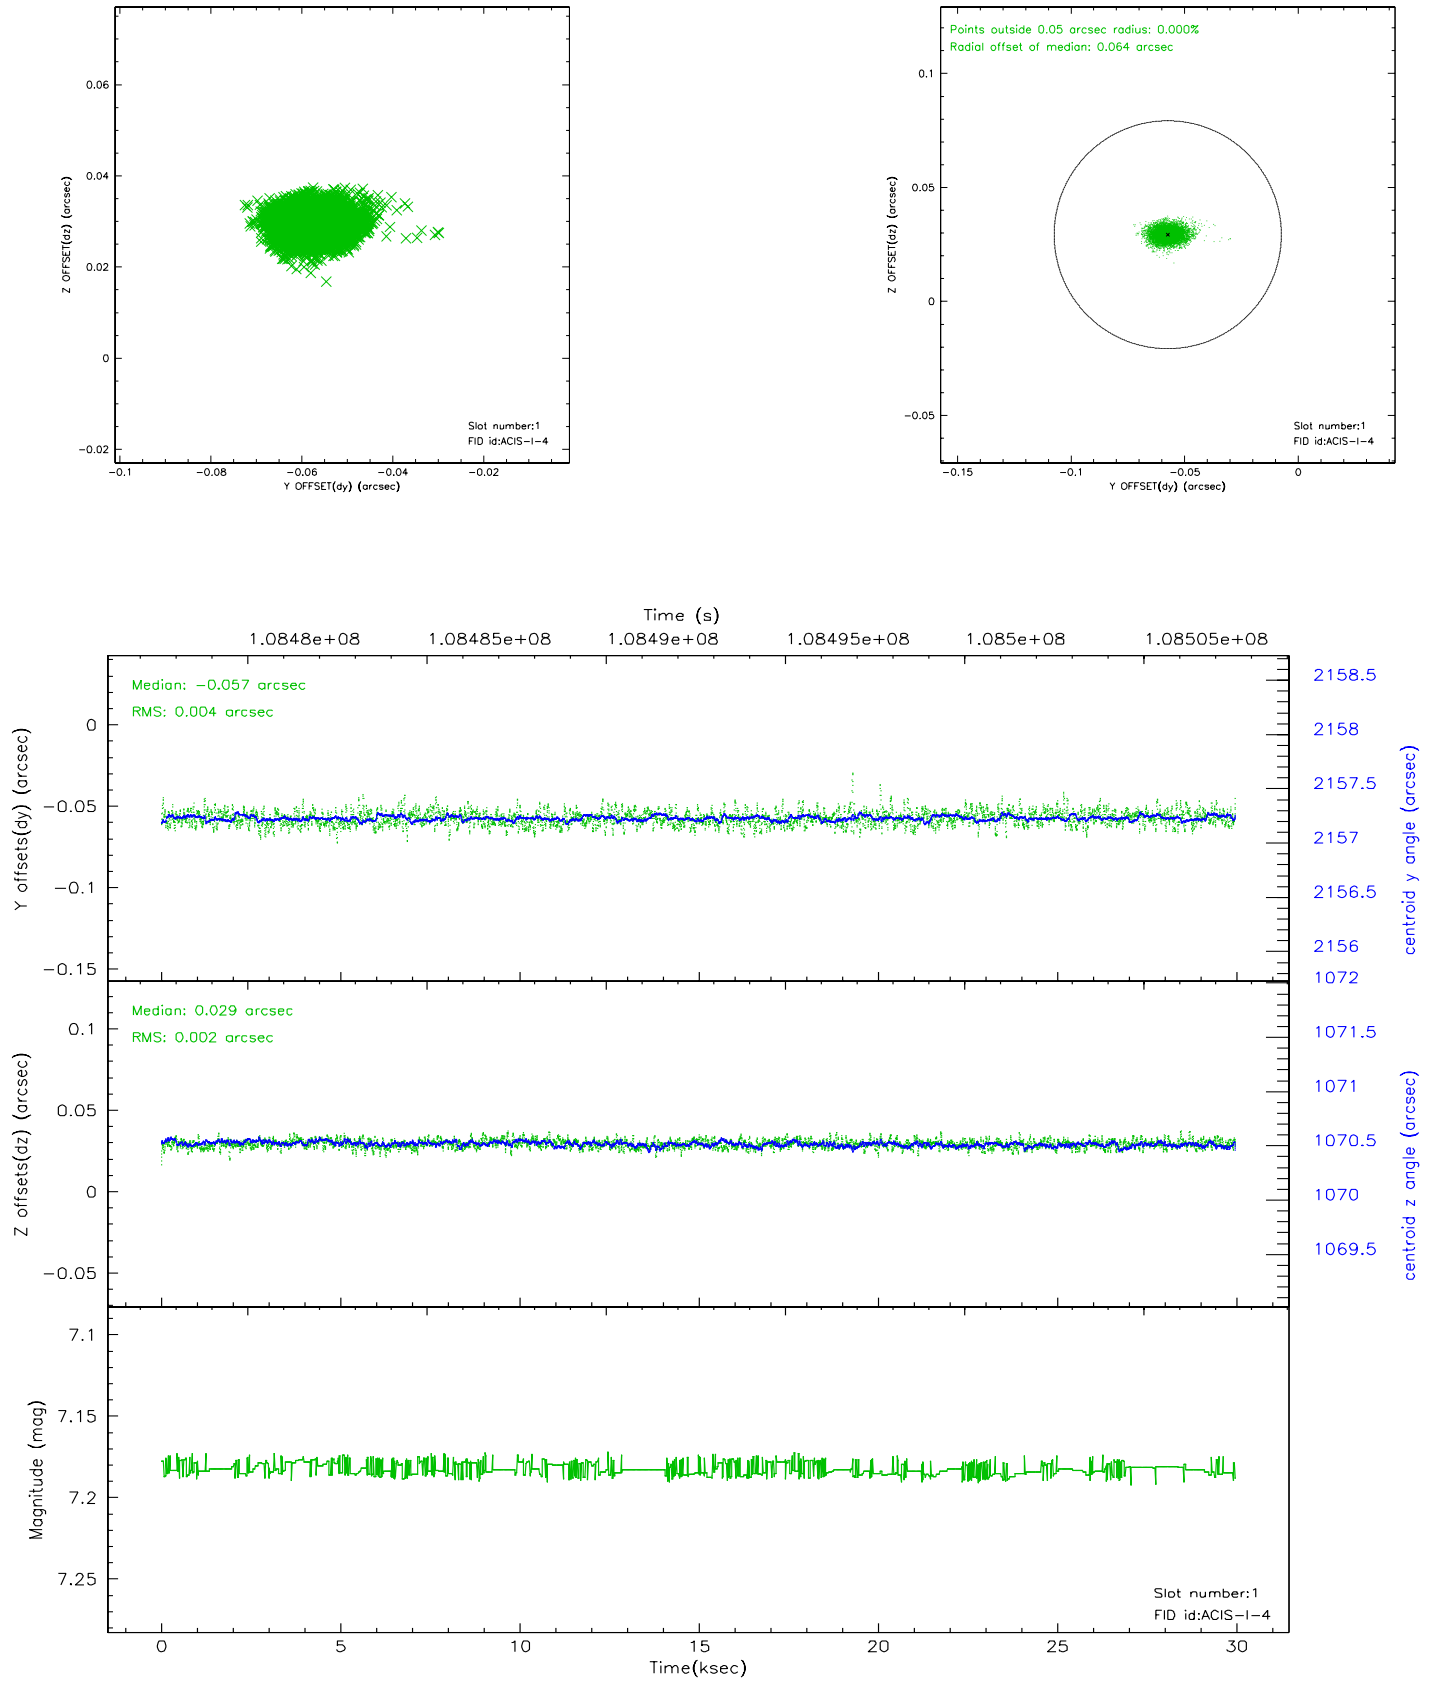 0.06
0.04
0.02
0
−0.02
Z OFFSET(dz) (arcsec)
Slot number:1
FID id:ACIS−I−4
−0.1
−0.08
−0.06
−0.04
−0.02
Y OFFSET(dy) (arcsec)
Points outside 0.05 arcsec radius: 0.000%
Radial offset of median: 0.064 arcsec
0.1
0.05
0
−0.05
Z OFFSET(dz) (arcsec)
Slot number:1
FID id:ACIS−I−4
−0.15
−0.1
−0.05
0
Y OFFSET(dy) (arcsec)
Time (s)
1.0848e+08
1.08485e+08
1.0849e+08
1.08495e+08
1.085e+08
1.08505e+08
Median: −0.057 arcsec
RMS: 0.004 arcsec
0
−0.05
−0.1
−0.15
Y offsets(dy) (arcsec)
2158.5
2158
2157.5
2157
2156.5
2156
centroid y angle (arcsec)
Median: 0.029 arcsec
RMS: 0.002 arcsec
0.1
0.05
0
−0.05
Z offsets(dz) (arcsec)
1072
1071.5
1071
1070.5
1070
1069.5
centroid z angle (arcsec)
7.1
7.15
7.2
7.25
Magnitude (mag)
Slot number:1
FID id:ACIS−I−4
0
5
10
15
20
25
30
Time(ksec)